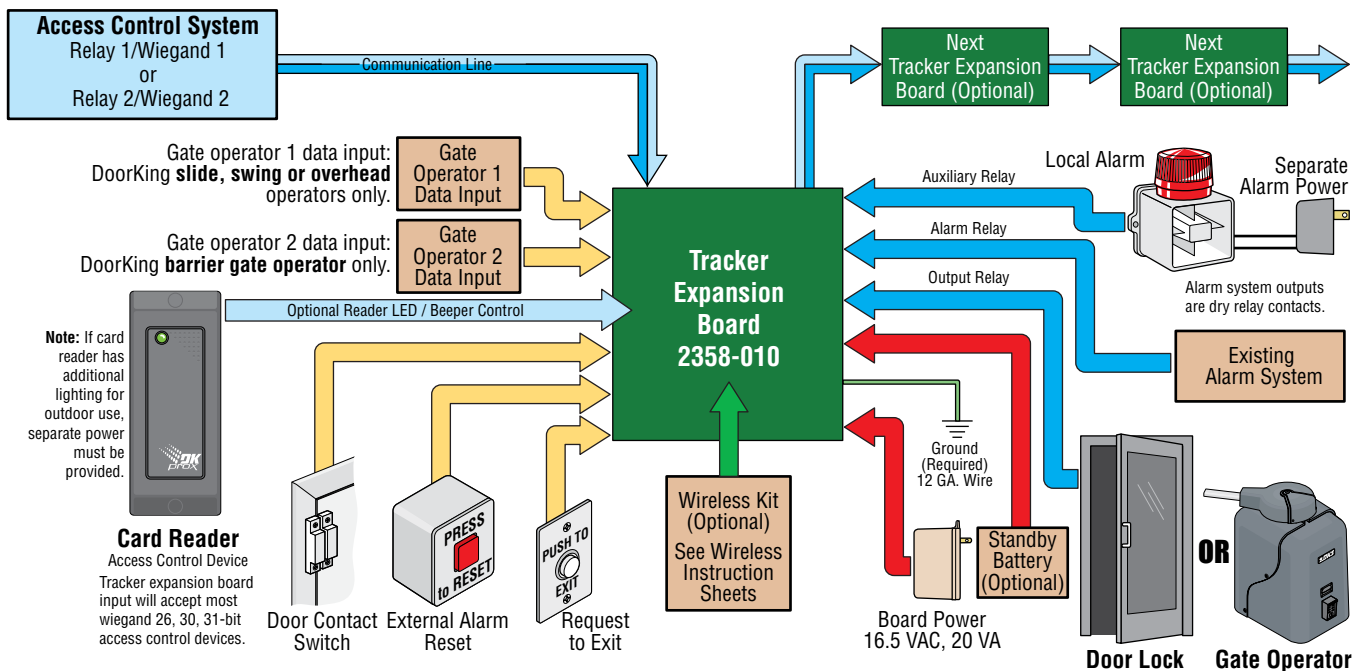 Access Control System
Relay 1/Wiegand 1
or
Relay 2/Wiegand 2
Communication Line
Next
Tracker Expansion
Board (Optional)
Next
Tracker Expansion
Board (Optional)
Gate operator 1 data input:
DoorKing slide, swing or overhead
operators only.
Gate
Operator 1
Data Input
Gate operator 2 data input:
DoorKing barrier gate operator only.
Gate
Operator 2
Data Input
Optional Reader LED / Beeper Control
Note: If card
reader has
additional
lighting for
outdoor use,
separate power
must be
provided.
DK
prox
Card Reader
Access Control Device
Tracker expansion board
input will accept most
wiegand 26, 30, 31-bit
access control devices.
Door Contact
Switch
PRESS
to RESET
External Alarm
Reset
PUSH TO
EXIT
Request
to Exit
Tracker
Expansion
Board
2358-010
Wireless Kit
(Optional)
See Wireless
Instruction
Sheets
Auxiliary Relay
Alarm Relay
Output Relay
Local Alarm
Separate
Alarm Power
Alarm system outputs
are dry relay contacts.
Existing
Alarm System
Ground
(Required)
12 GA. Wire
Board Power
16.5 VAC, 20 VA
Standby
Battery
(Optional)
Door Lock
OR
Gate Operator